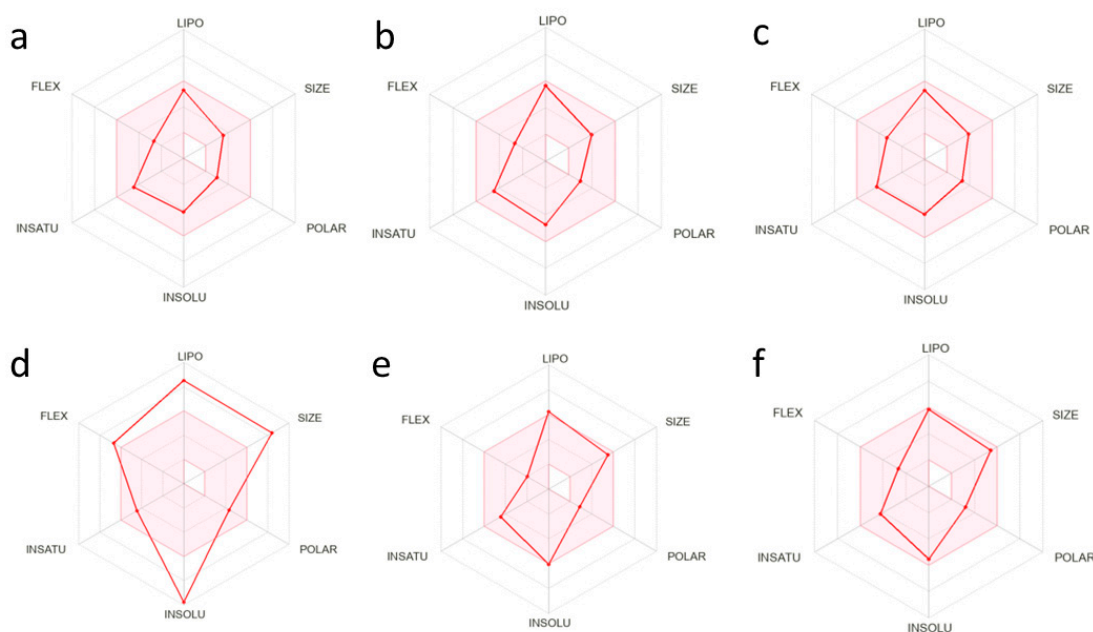 a
LIPO
FLEX
SIZE
INSATU
POLAR
INSOLU
b
LIPO
FLEX
SIZE
INSATU
POLAR
INSOLU
c
LIPO
FLEX
SIZE
INSATU
POLAR
INSOLU
d
LIPO
FLEX
SIZE
INSATU
POLAR
INSOLU
e
LIPO
FLEX
SIZE
INSATU
POLAR
INSOLU
f
LIPO
FLEX
SIZE
INSATU
POLAR
INSOLU